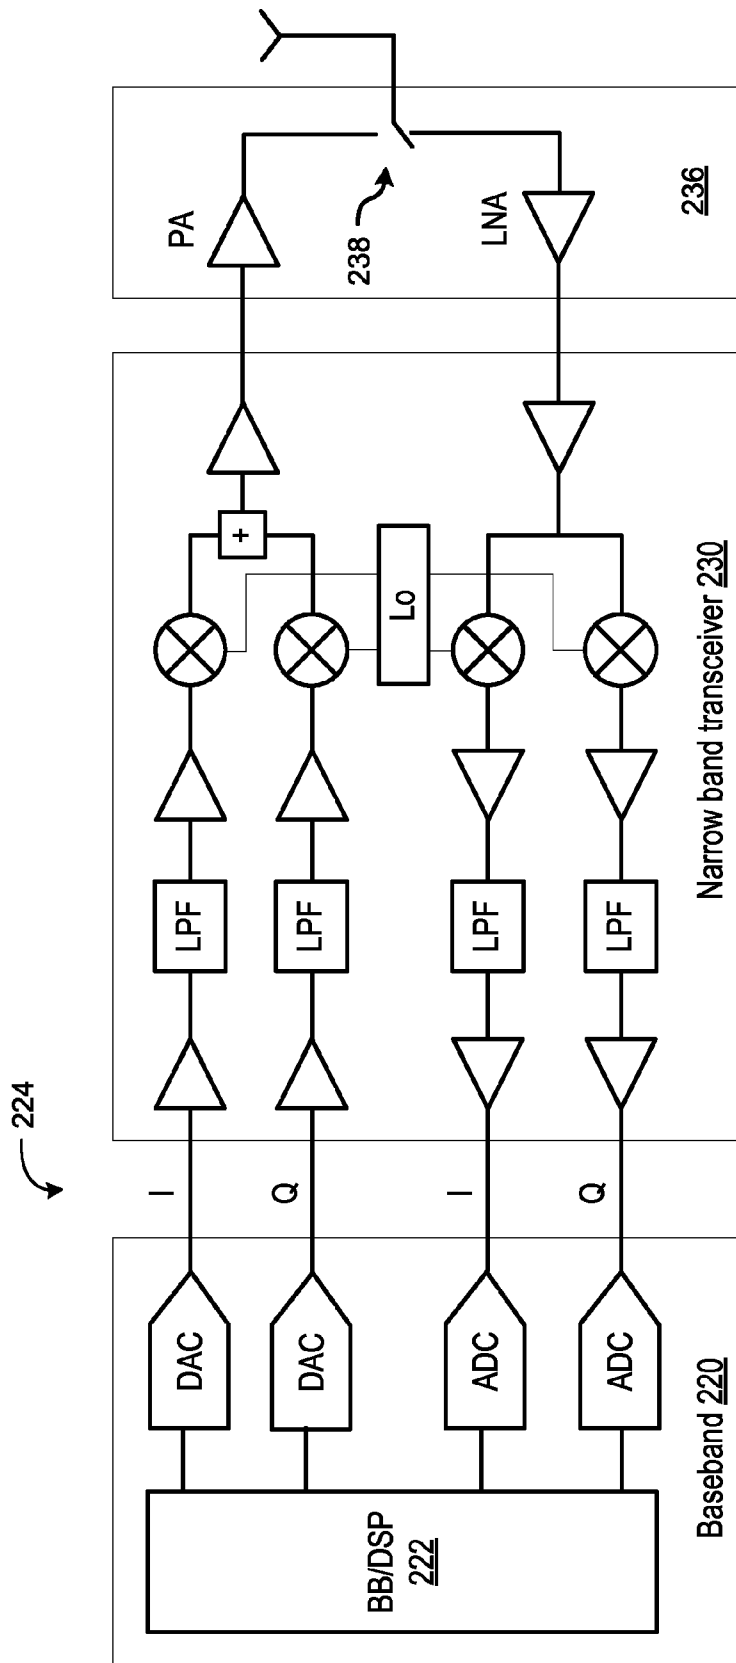 224
BB/DSP
222
DAC
DAC
ADC
ADC
Baseband 220
I
Q
I
Q
LPF
LPF
LPF
LPF
Lo
+
Narrow band transceiver 230
PA
238
LNA
236